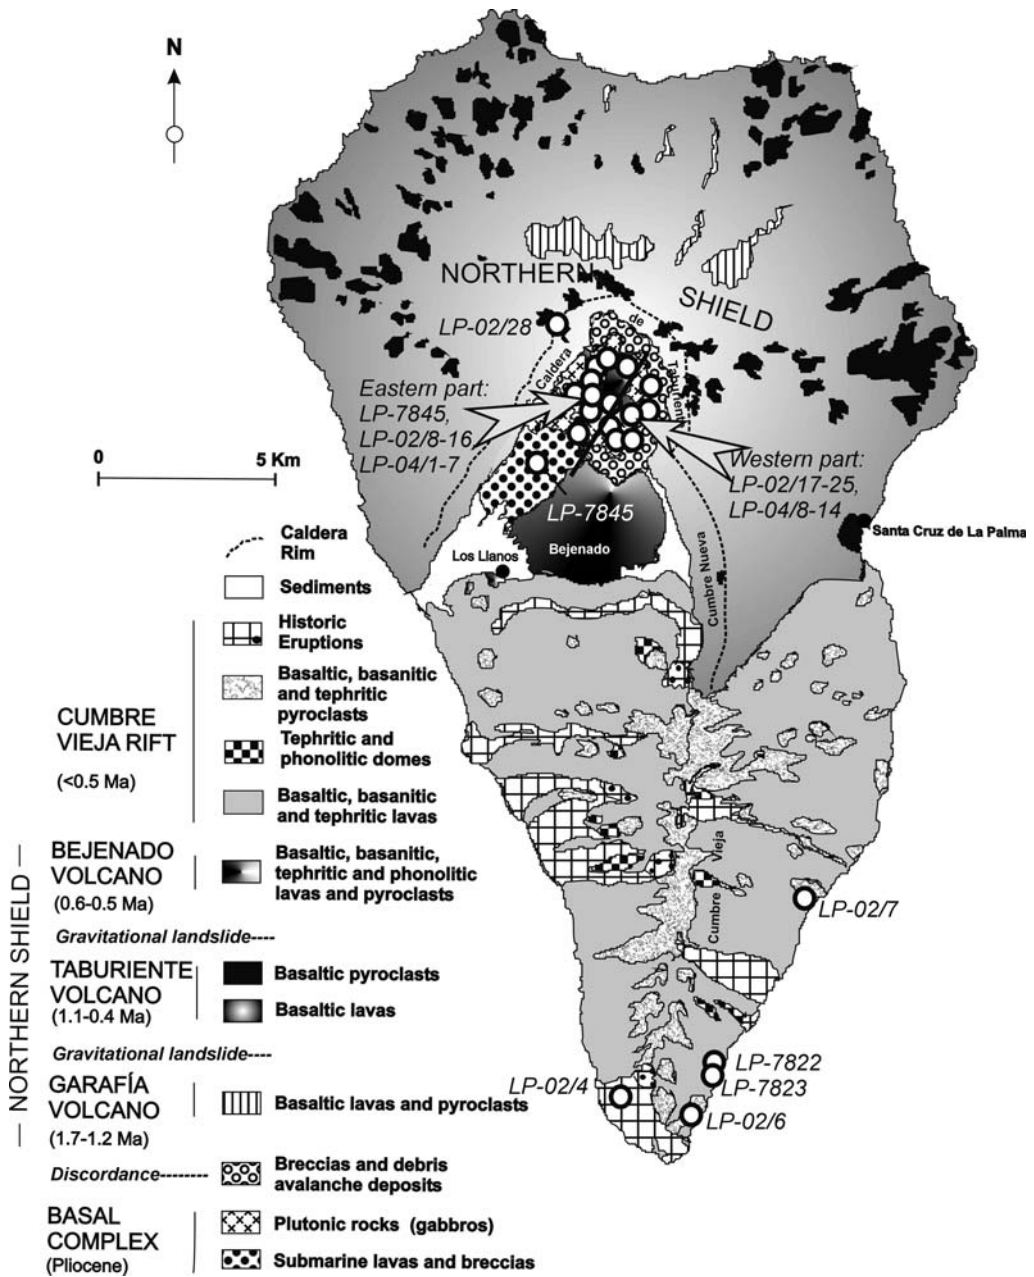 N
NORTHERN
SHIELD
LP-02/28
de
Caldera
Taburiente
Eastern part:
LP-7845,
LP-02/8-16
LP-04/1-7
0 5 Km
Western part:
LP-02/17-25,
LP-04/8-14
LP-7845
Santa Cruz de La Palma
Bejenado
Los Llanos
Cumbre Nueva
Caldera
Rim
Sediments
Historic
Eruptions
Basaltic, basanitic
and tephritic
pyroclasts
CUMBRE
VIEJA RIFT
(<0.5 Ma)
Tephritic and
phonolitic domes
Basaltic, basanitic
and tephritic lavas
Cumbre Vieja
BEJENADO
VOLCANO
(0.6-0.5 Ma)
Basaltic, basanitic,
tephritic and phonolitic
lavas and pyroclasts
LP-02/7
Gravitational landslide----
NORTHERN SHIELD
TABURIENTE
VOLCANO
(1.1-0.4 Ma)
Basaltic pyroclasts
Basaltic lavas
Gravitational landslide----
LP-7822
LP-7823
LP-02/4
LP-02/6
GARAFÍA
VOLCANO
(1.7-1.2 Ma)
Basaltic lavas and pyroclasts
Discordance--------
Breccias and debris
avalanche deposits
BASAL
COMPLEX
(Pliocene)
Plutonic rocks (gabbros)
Submarine lavas and breccias